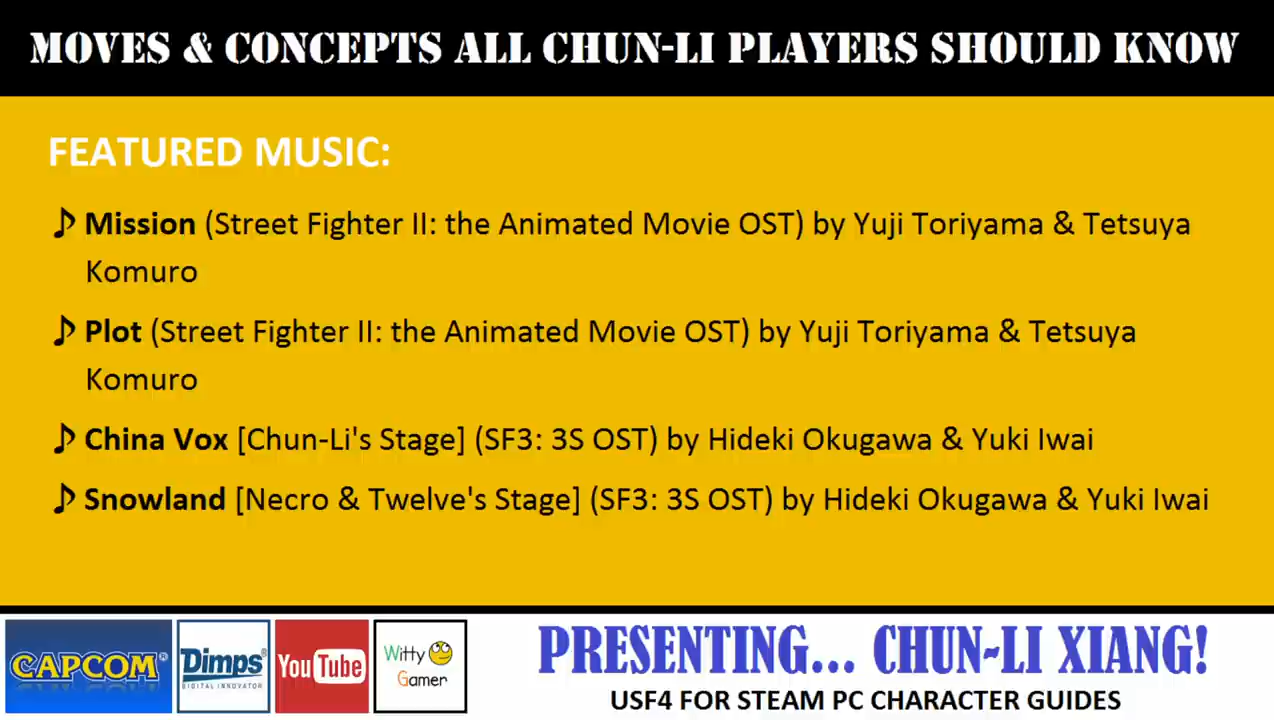 MOVES & CONCEPTS ALL CHUN-LI PLAYERS SHOULD KNOW
FEATURED MUSIC:
♪ Mission (Street Fighter II: the Animated Movie OST) by Yuji Toriyama & Tetsuya
Komuro
♪ Plot (Street Fighter II: the Animated Movie OST) by Yuji Toriyama & Tetsuya
Komuro
♪ China Vox [Chun-Li's Stage] (SF3: 3S OST) by Hideki Okugawa & Yuki Iwai
♪ Snowland [Necro & Twelve's Stage] (SF3: 3S OST) by Hideki Okugawa & Yuki Iwai
CAPCOM®
Dimps®
DIGITAL INNOVATOR
YouTube
Witty
Gamer
PRESENTING... CHUN-LI XIANG!
USF4 FOR STEAM PC CHARACTER GUIDES